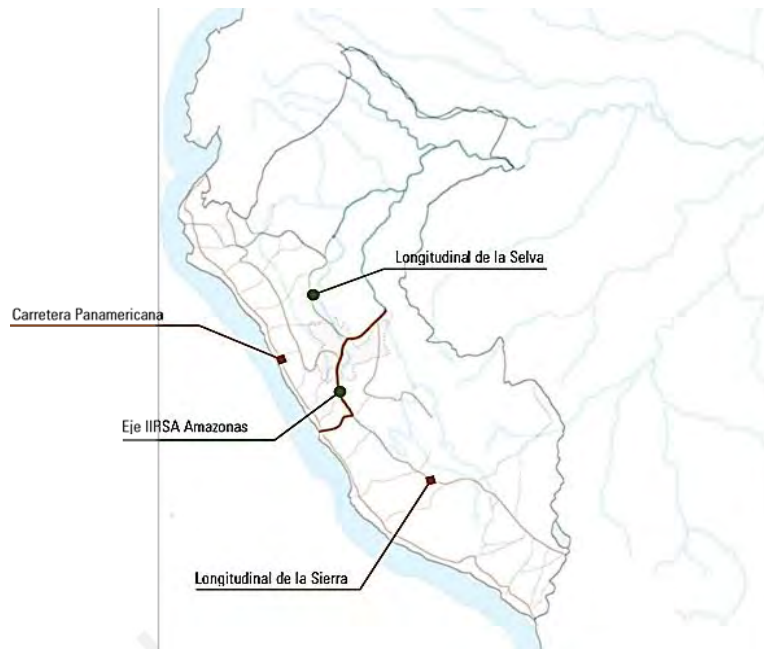 Longitudinal de la Selva
Carretera Panamericana
Eje IIRSA Amazonas
Longitudinal de la Sierra